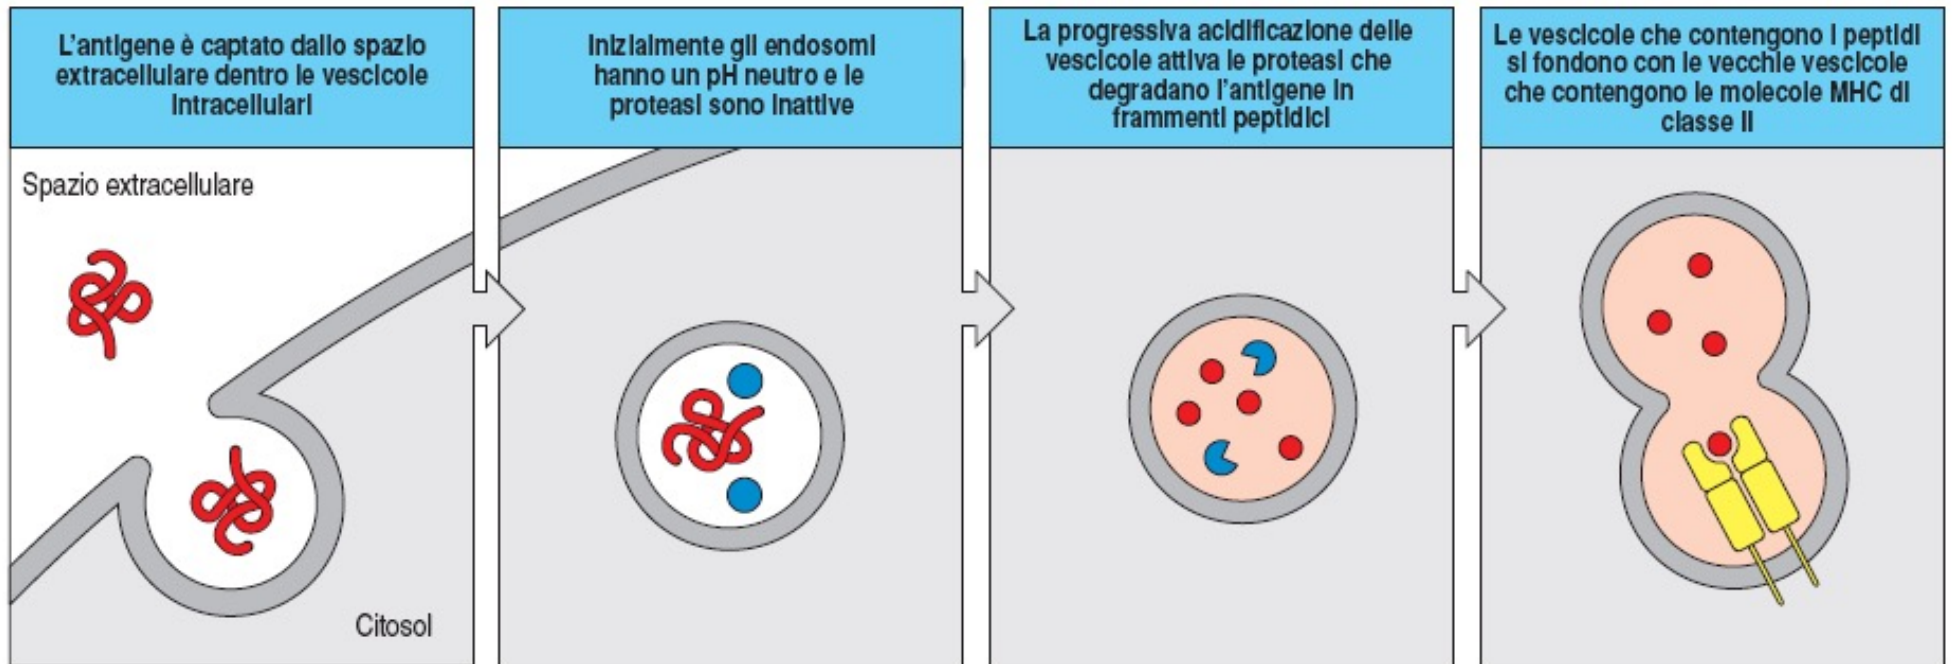 L'antigene è captato dallo spazio
extracellulare dentro le vescicole
intracellulari
Inizialmente gli endosomi
hanno un pH neutro e le
proteasi sono inattive
La progressiva acidificazione delle
vescicole attiva le proteasi che
degradano l'antigene in
frammenti peptidici
Le vescicole che contengono i peptidi
si fondono con le vecchie vescicole
che contengono le molecole MHC di
classe II
Spazio extracellulare
Citosol